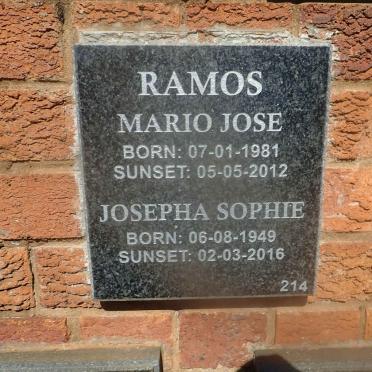 RAMOS
MARIO JOSE
BORN: 07-01-1981
SUNSET: 05-05-2012
JOSEPHA SOPHIE
BORN: 06-08-1949
SUNSET: 02-03-2016
214